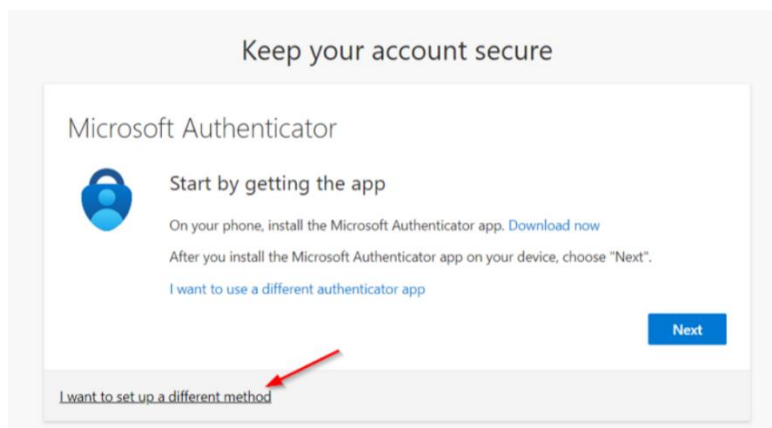 Keep your account secure
Microsoft Authenticator
Start by getting the app
On your phone, install the Microsoft Authenticator app. Download now
After you install the Microsoft Authenticator app on your device, choose "Next".
I want to use a different authenticator app
Next
I want to set up a different method